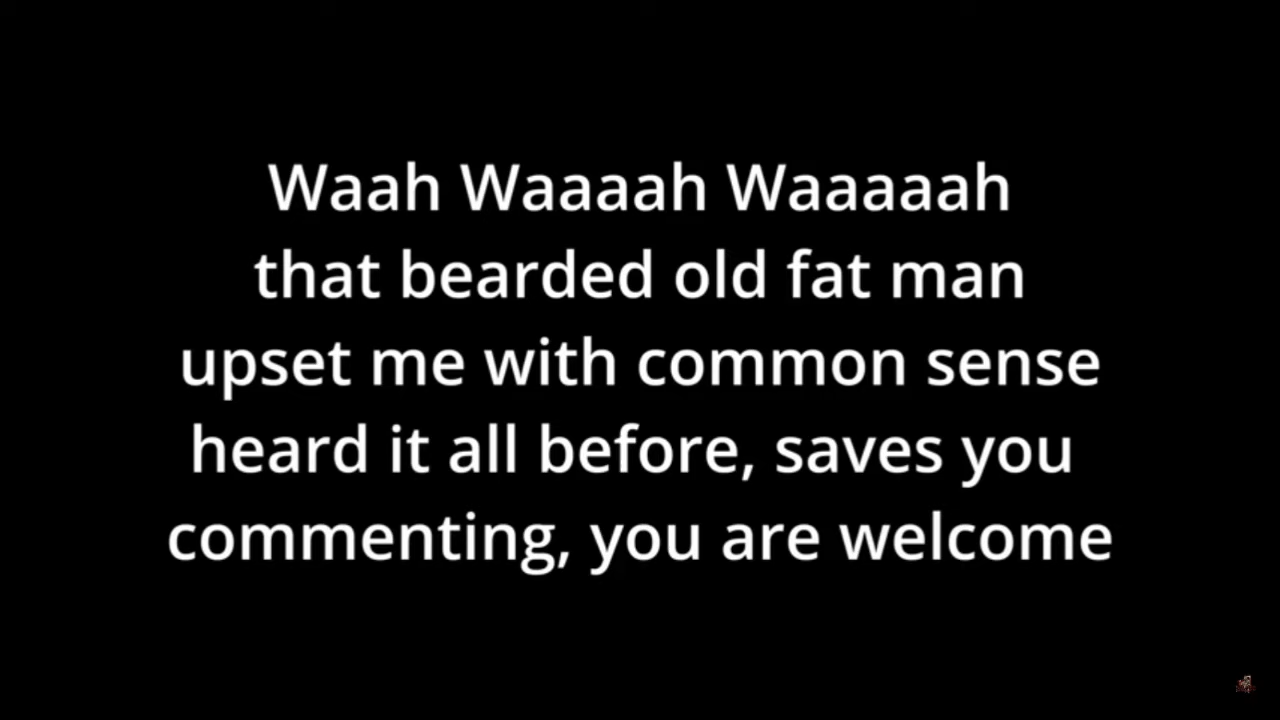 Waah Waaaah Waaaaah
that bearded old fat man
upset me with common sense
heard it all before, saves you
commenting, you are welcome